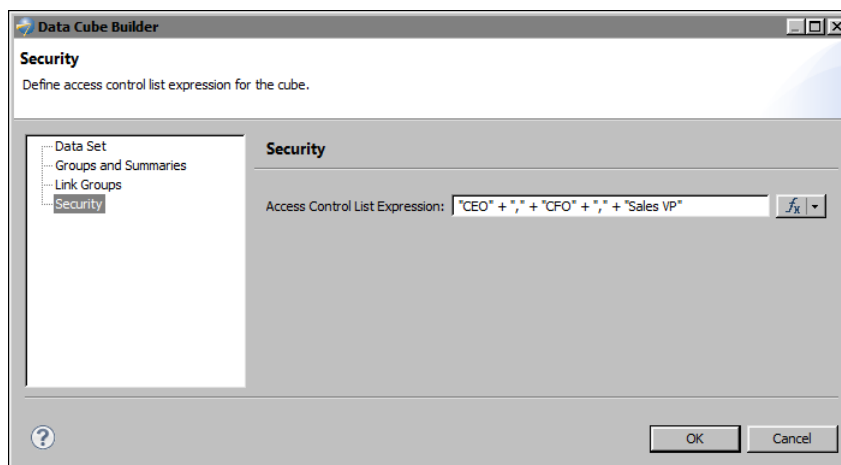 Data Cube Builder
Security
Define access control list expression for the cube.
Data Set
Groups and Summaries
Link Groups
Security
Security
Access Control List Expression: "CEO" + "," + "CFO" + "," + "Sales VP"
fx
?
OK
Cancel